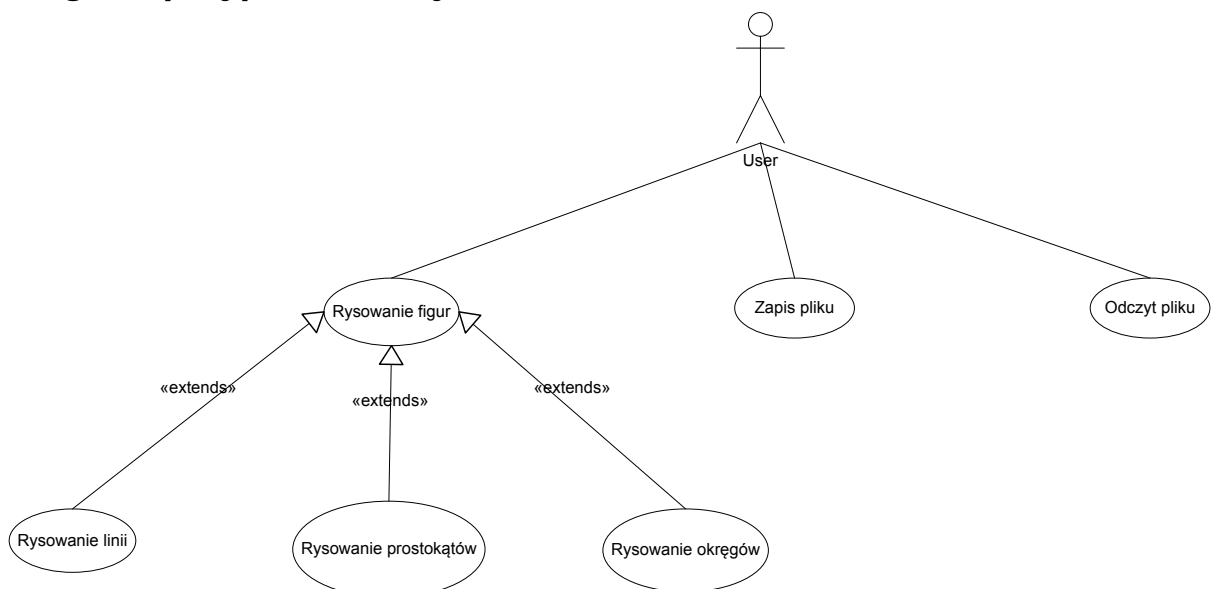 User
Rysowanie figur
Zapis pliku
Odczyt pliku
«extends»
«extends»
«extends»
Rysowanie linii
Rysowanie prostokątów
Rysowanie okręgów